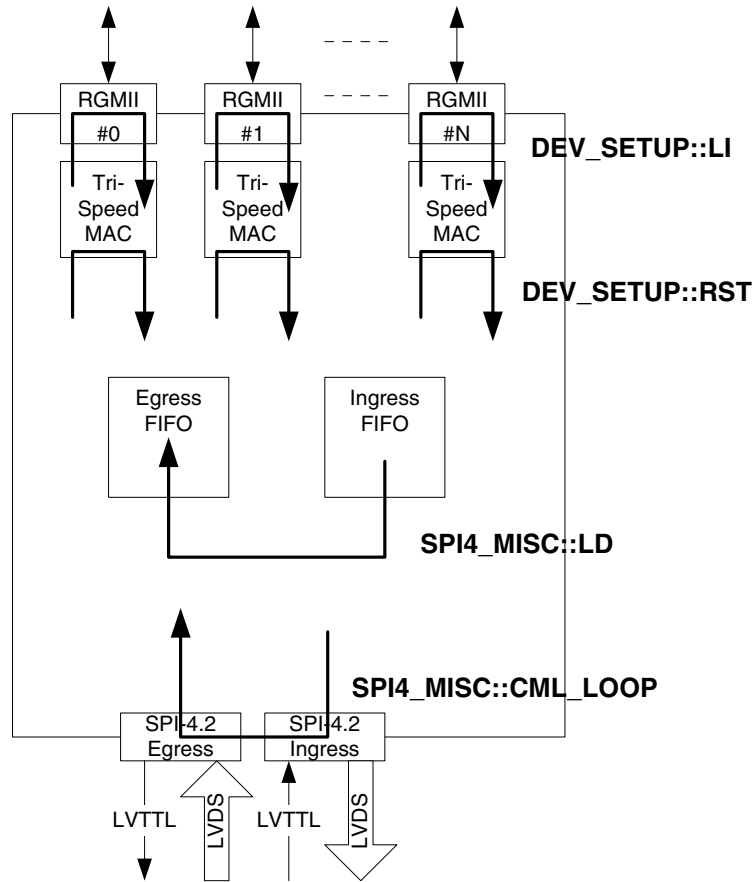 RGMII
#0
RGMII
#1
RGMII
#N
DEV_SETUP::LI
Tri-
Speed
MAC
Tri-
Speed
MAC
Tri-
Speed
MAC
DEV_SETUP::RST
Egress
FIFO
Ingress
FIFO
SPI4_MISC::LD
SPI4_MISC::CML_LOOP
SPI-4.2
Egress
SPI-4.2
Ingress
LVTTL
LVDS
LVTTL
LVDS